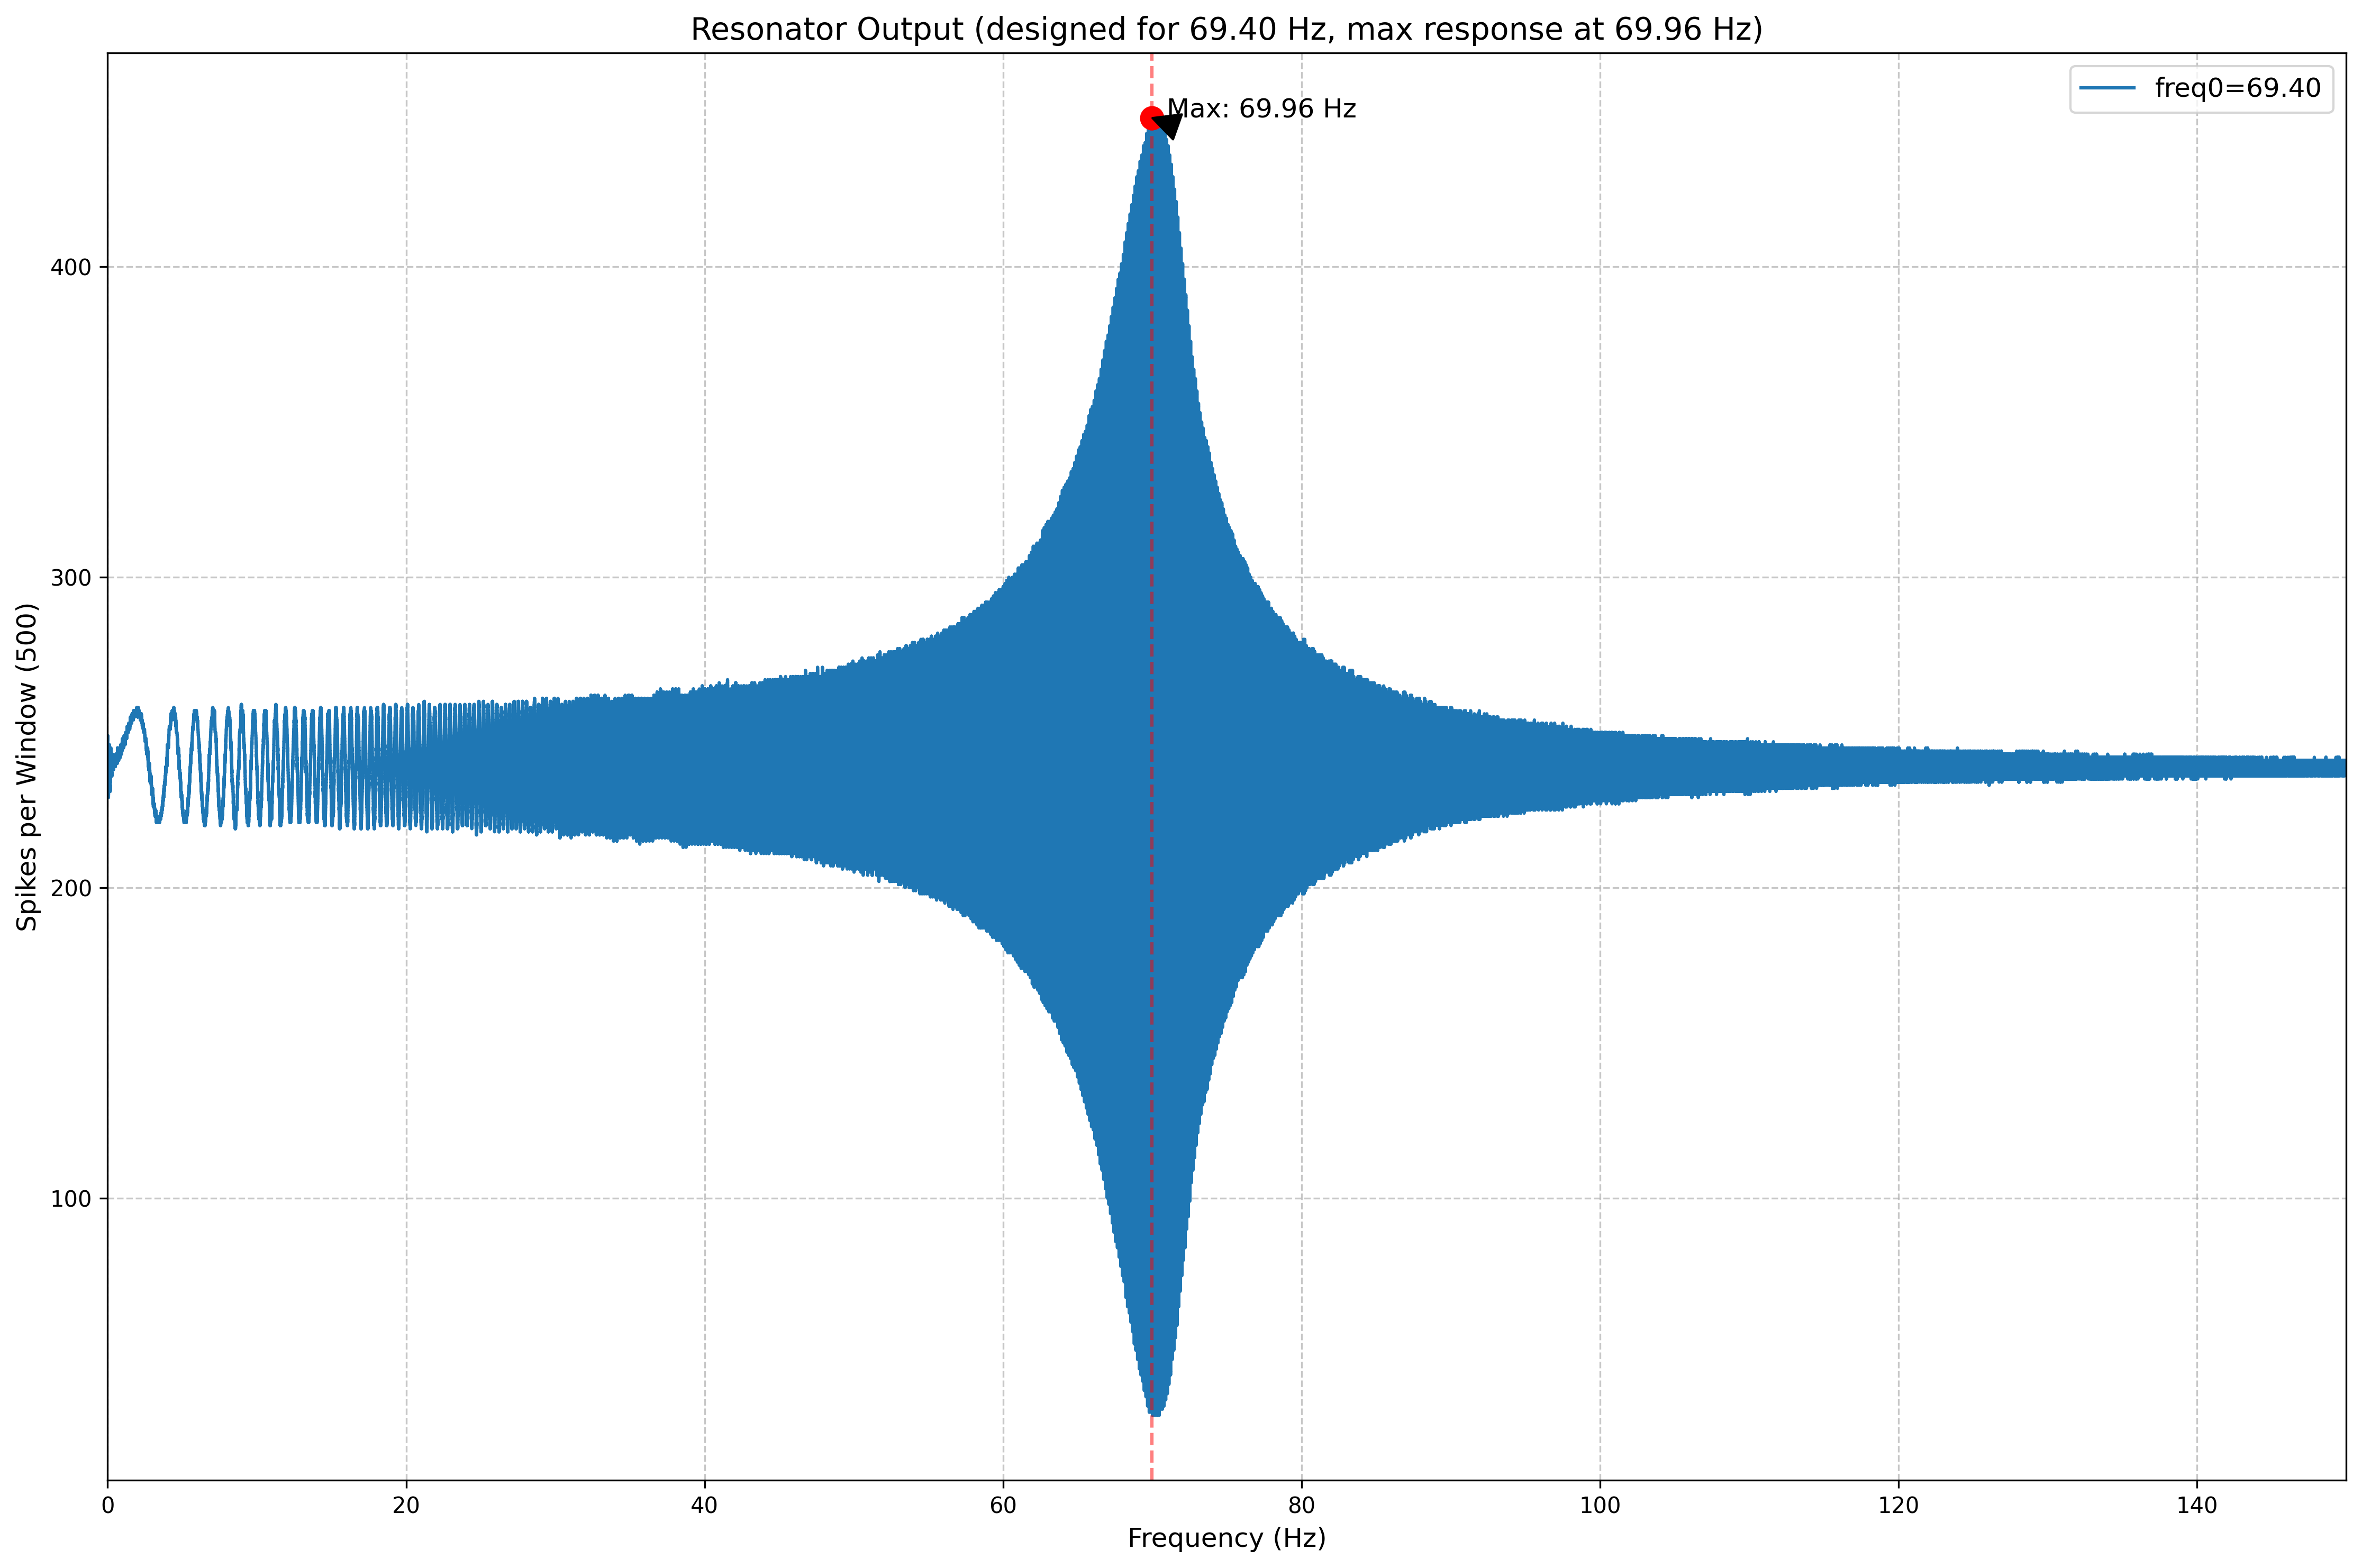 Resonator Output (designed for 69.40 Hz, max response at 69.96 Hz)
freq0=69.40
Max: 69.96 Hz
Spikes per Window (500)
400
300
200
100
0 20 40 60 80 100 120 140
Frequency (Hz)